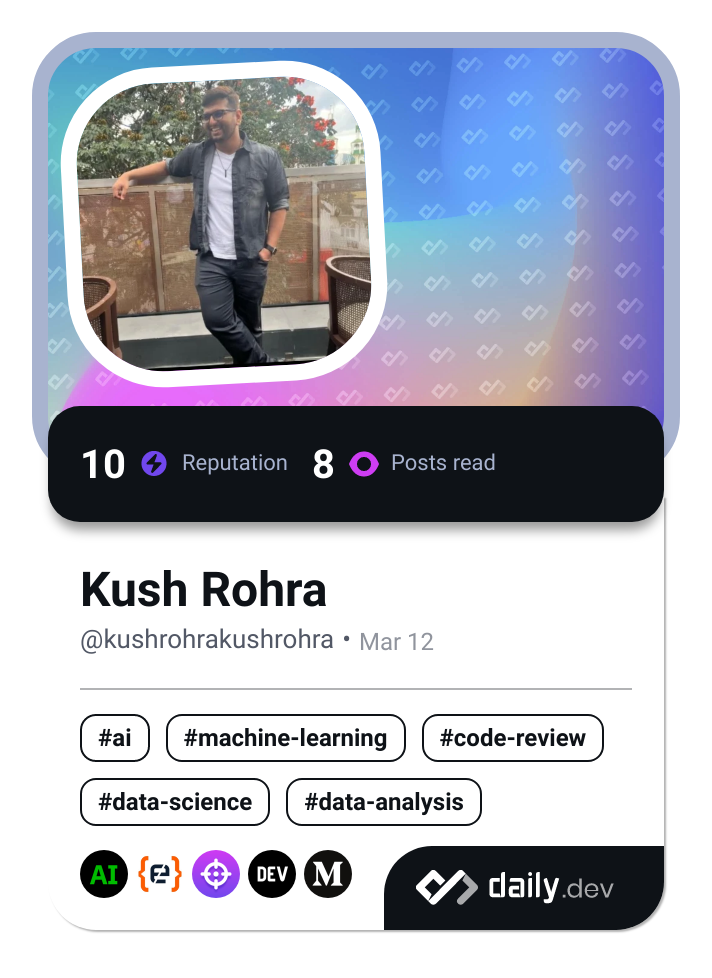 10 Reputation 8 Posts read
Kush Rohra
@kushrohrakushrohra • Mar 12
#ai #machine-learning #code-review
#data-science #data-analysis
AI DEV M daily.dev